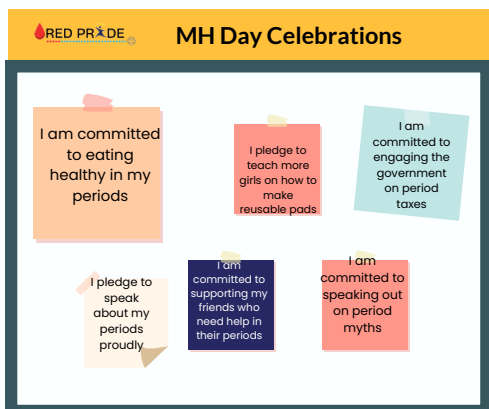 RED PRIDE
MH Day Celebrations
I am committed
to eating
healthy in my
periods
I pledge to
teach more
girls on how to
make
reusable pads
I am
committed to
engaging the
government
on period
taxes
I pledge to
speak
about my
periods
proudly
I am
committed to
supporting my
friends who
need help in
their periods
I am
committed to
speaking out
on period
myths